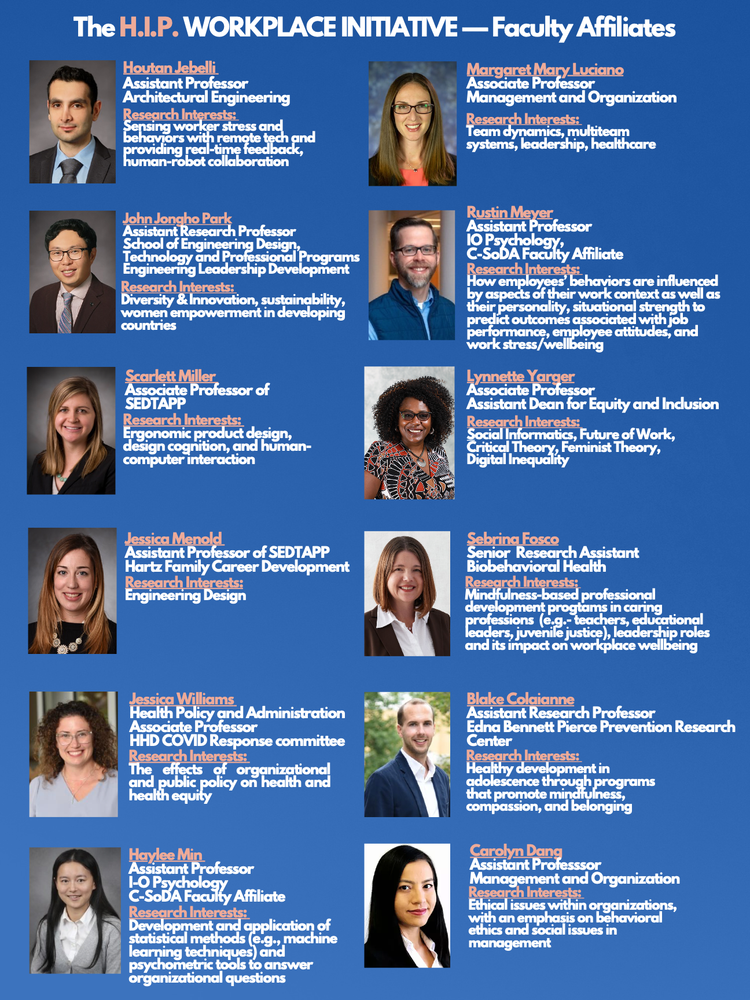 The H.I.P. WORKPLACE INITIATIVE — Faculty Affiliates
Houtan Jebelli
Assistant Professor
Architectural Engineering
Research Interests:
Sensing worker stress and
behaviors with remote tech and
providing real-time feedback,
human-robot collaboration
Margaret Mary Luciano
Associate Professor
Management and Organization
Research Interests:
Team dynamics, multiteam
systems, leadership, healthcare
John Jongho Park
Assistant Research Professor
School of Engineering Design,
Technology and Professional Programs
Engineering Leadership Development
Research Interests:
Diversity & Innovation, sustainability,
women empowerment in developing
countries
Rustin Meyer
Assistant Professor
IO Psychology,
C-SoDA Faculty Affiliate
Research Interests:
How employees’ behaviors are influenced
by aspects of their work context as well as
their personality, situational strength to
predict outcomes associated with job
performance, employee attitudes, and
work stress/wellbeing
Scarlett Miller
Associate Professor of
SEDTAPP
Research Interests:
Ergonomic product design,
design cognition, and human-
computer interaction
Lynnette Yarger
Associate Professor
Assistant Dean for Equity and Inclusion
Research Interests:
Social Informatics, Future of Work,
Critical Theory, Feminist Theory,
Digital Inequality
Jessica Menold
Assistant Professor of SEDTAPP
Hartz Family Career Development
Research Interests:
Engineering Design
Sebrina Fosco
Senior Research Assistant
Biobehavioral Health
Research Interests:
Mindfulness-based professional
development progtams in caring
professions (e.g.- teachers, educational
leaders, juvenile justice), leadership roles
and its impact on workplace wellbeing
Jessica Williams
Health Policy and Administration
Associate Professor
HHD COVID Response committee
Research Interests:
The effects of organizational
and public policy on health and
health equity
Blake Colaianne
Assistant Research Professor
Edna Bennett Pierce Prevention Research
Center
Research Interests:
Healthy development in
adolescence through programs
that promote mindfulness,
compassion, and belonging
Haylee Min
Assistant Professor
I-O Psychology
C-SoDA Faculty Affiliate
Research Interests:
Development and application of
statistical methods (e.g., machine
learning techniques) and
psychometric tools to answer
organizational questions
Carolyn Dang
Assistant Professsor
Management and Organization
Research Interests:
Ethical issues within organizations,
with an emphasis on behavioral
ethics and social issues in
management